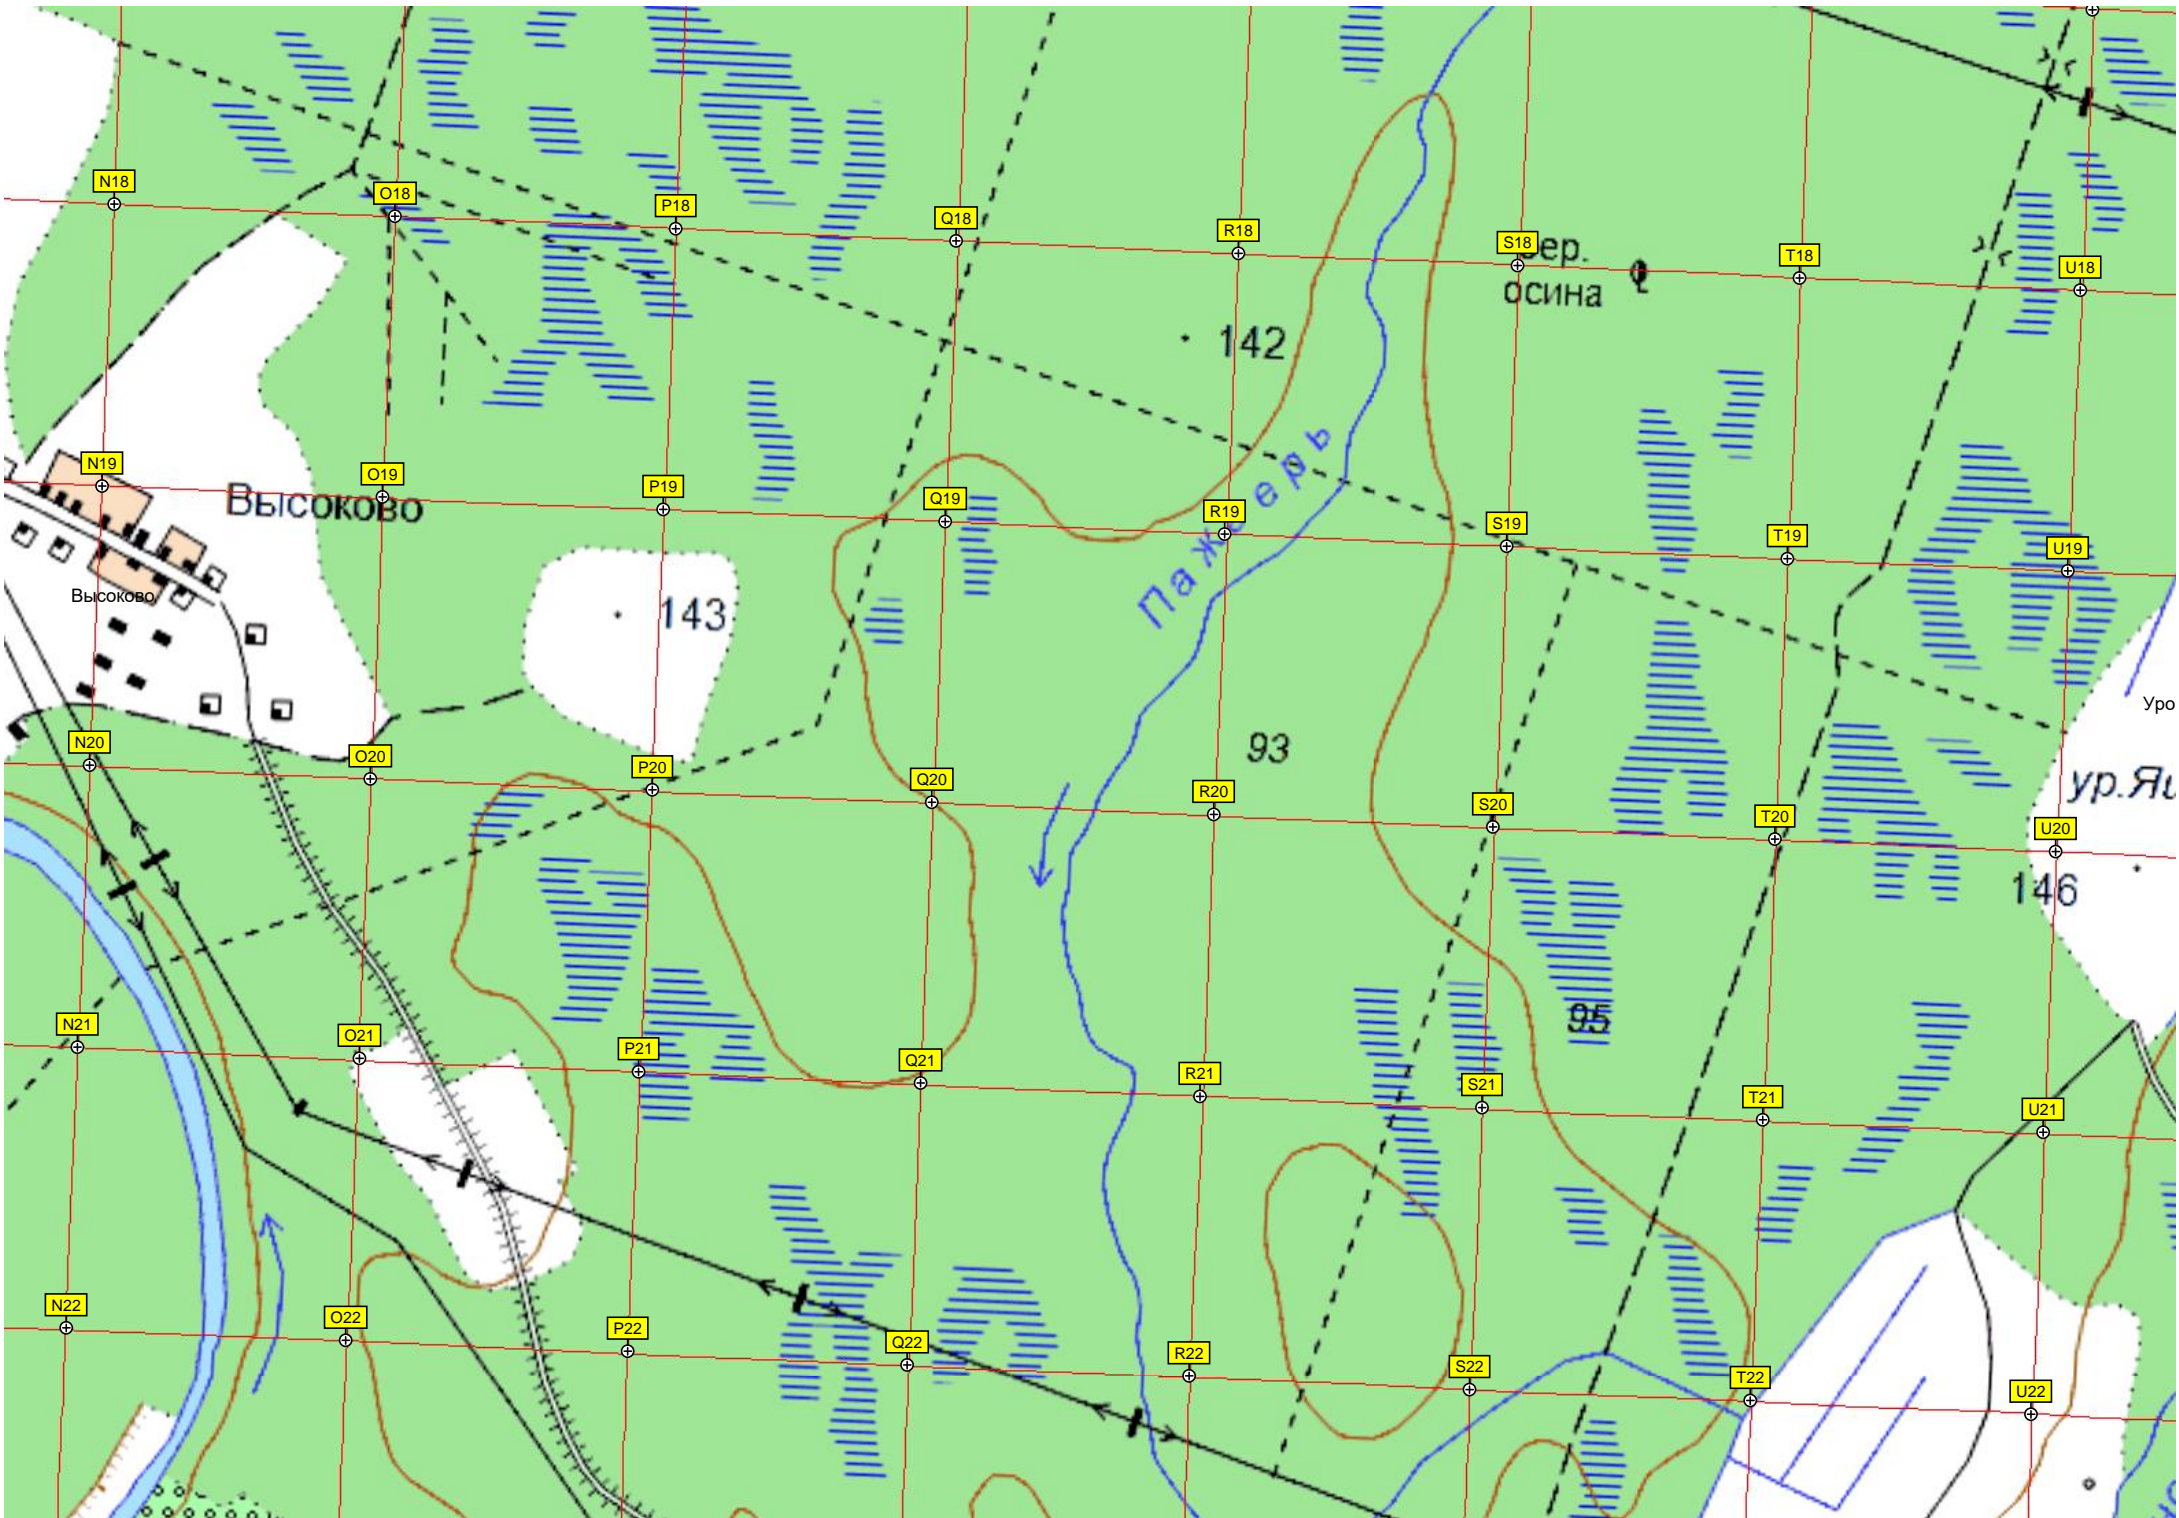 N18
O18
P18
Q18
R18
S18
T18
U18
бер.
осина
142
N19
O19
P19
Q19
R19
S19
T19
U19
Высоково
Пажерь
Высоково
143
Уро
N20
O20
P20
Q20
93
R20
S20
T20
U20
ур.Яц
146
N21
O21
P21
Q21
R21
S21
95
T21
U21
N22
O22
P22
Q22
R22
S22
T22
U22